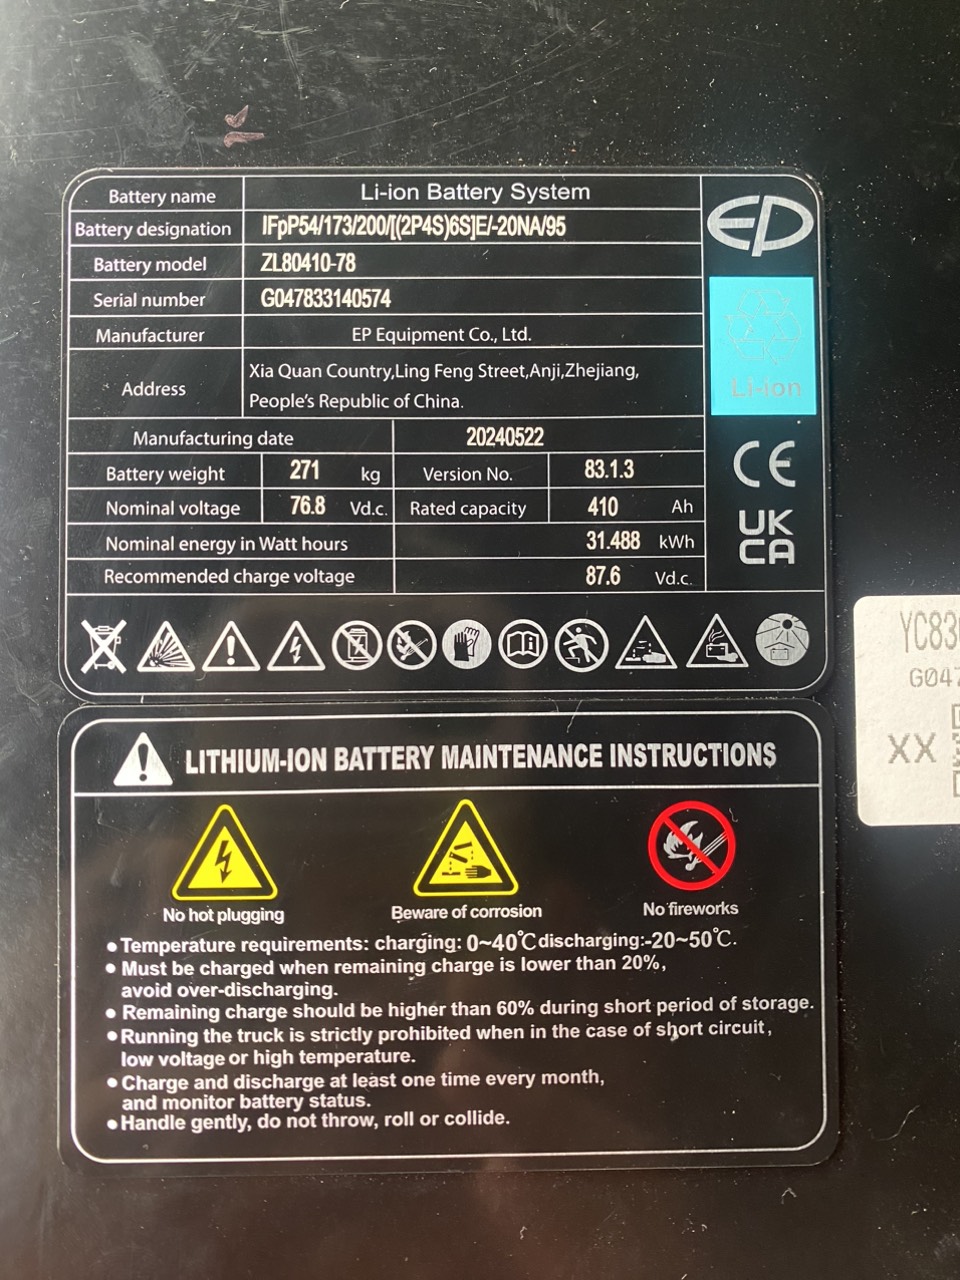 Battery name Li-ion Battery System
Battery designation IFpP54/173/200/[(2P4S)6S]E/-20NA/95
Battery model ZL80410-78
Serial number G047833140574
Manufacturer EP Equipment Co., Ltd.
Address Xia Quan Country,Ling Feng Street,Anji,Zhejiang,
People's Republic of China.
Manufacturing date 20240522
Battery weight 271 kg Version No. 83.1.3
Nominal voltage 76.8 Vd.c. Rated capacity 410 Ah
Nominal energy in Watt hours 31.488 kWh
Recommended charge voltage 87.6 Vd.c.
EP
Li-ion
CE
UK
CA
LITHIUM-ION BATTERY MAINTENANCE INSTRUCTIONS
No hot plugging
Beware of corrosion
No fireworks
● Temperature requirements: charging: 0~40℃ discharging:-20~50℃.
● Must be charged when remaining charge is lower than 20%,
avoid over-discharging.
● Remaining charge should be higher than 60% during short period of storage.
● Running the truck is strictly prohibited when in the case of short circuit,
low voltage or high temperature.
● Charge and discharge at least one time every month,
and monitor battery status.
● Handle gently, do not throw, roll or collide.
YC83
G047
XX